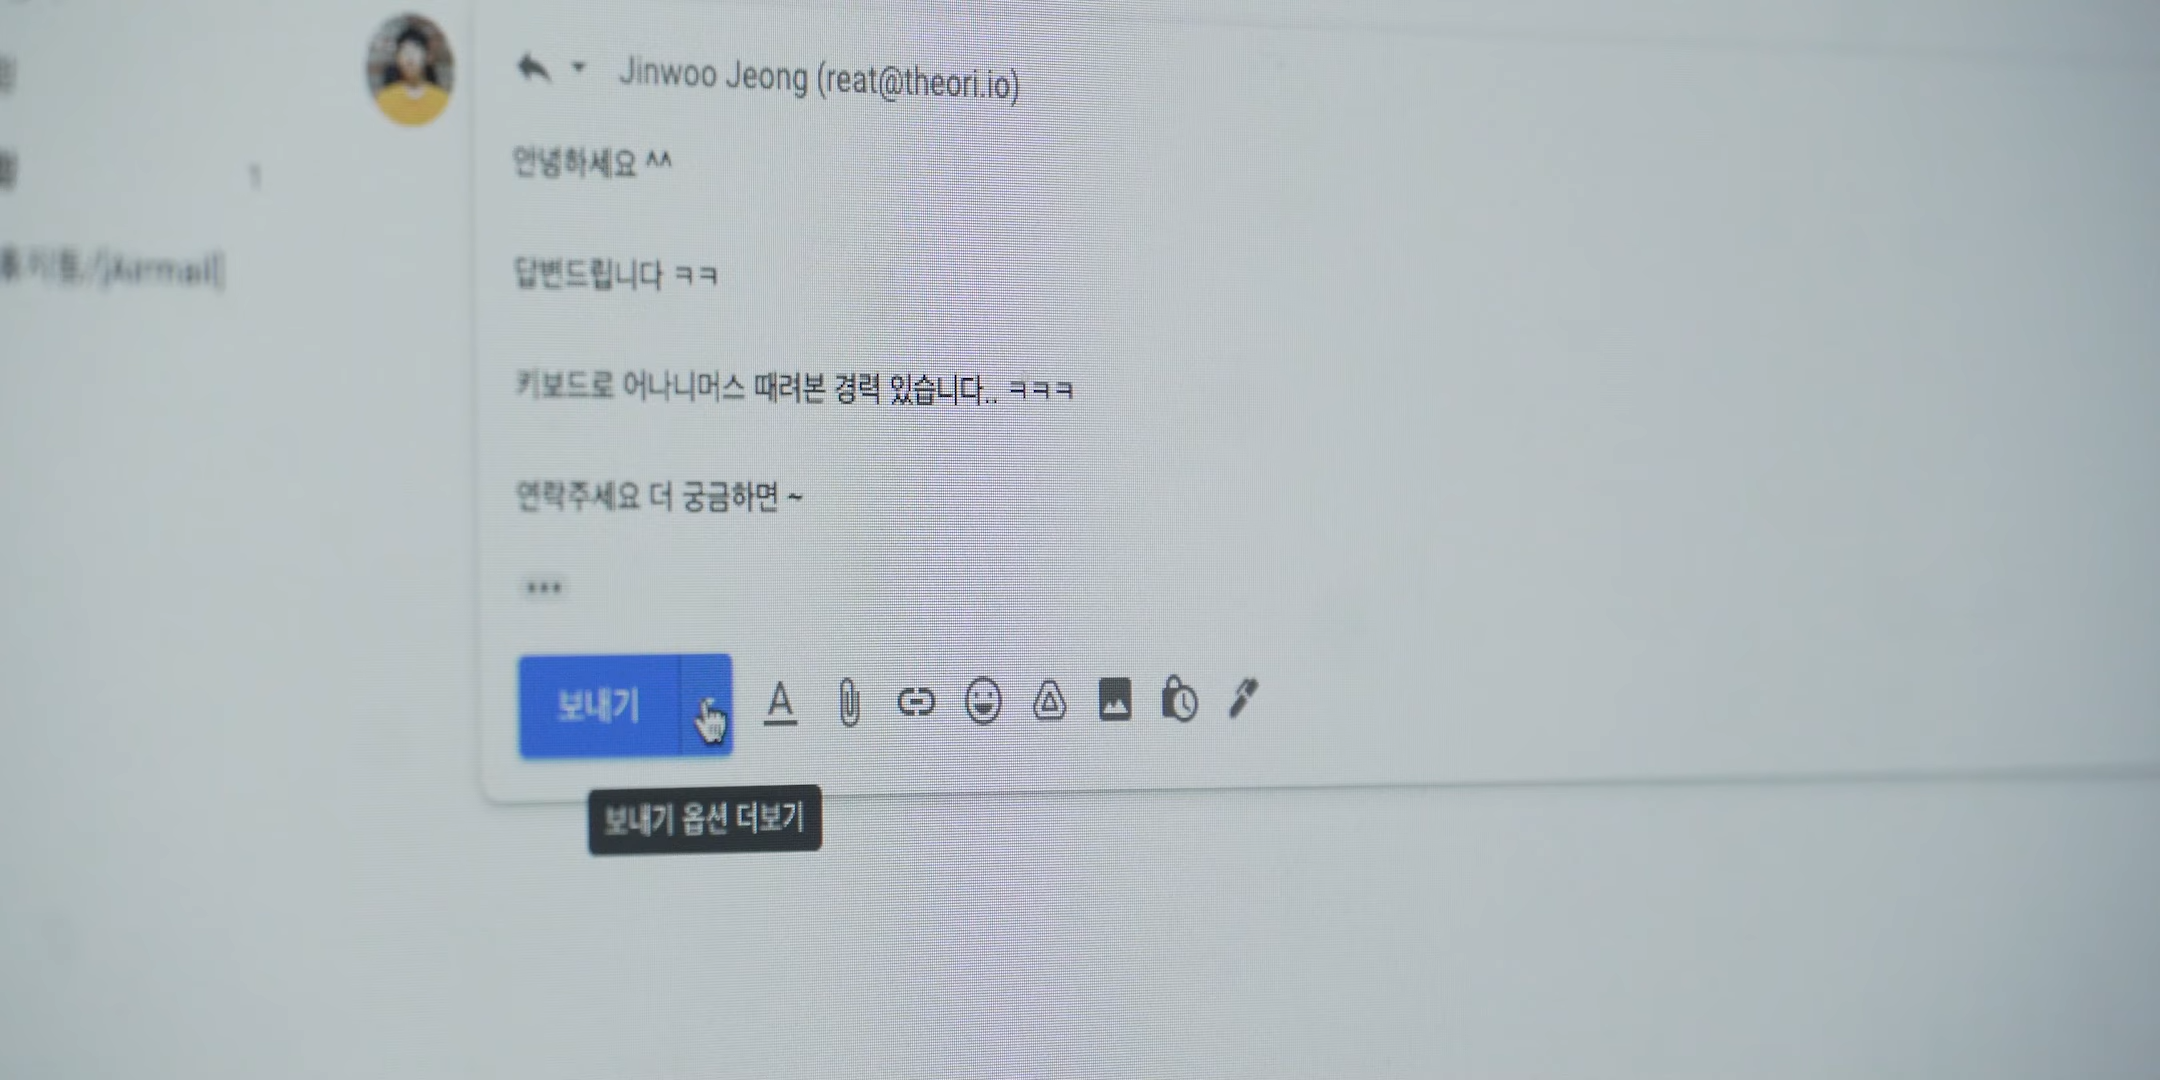 Jinwoo Jeong (reat@theori.io)
안녕하세요 ^^
1
답변드립니다 ㅋㅋ
키보드로 어나니머스 때려본 경력 있습니다.. ㅋㅋㅋ
연락주세요 더 궁금하면 ~
보내기
보내기 옵션 더보기